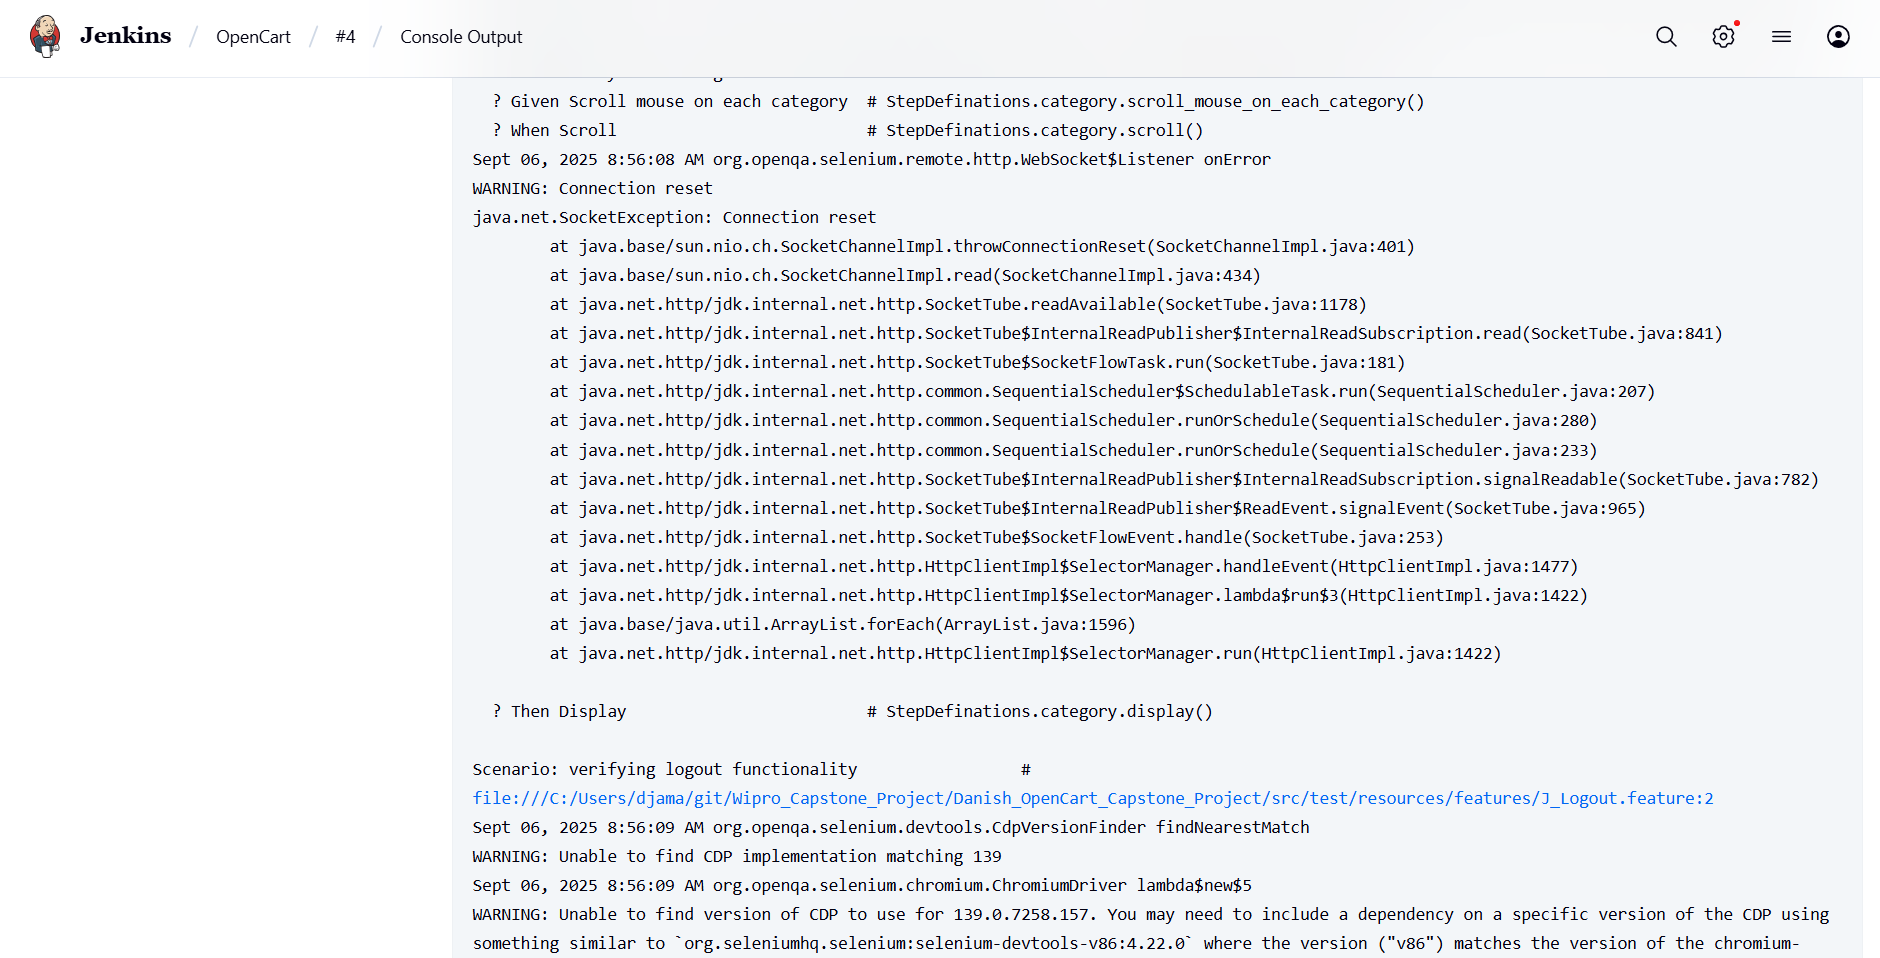 Jenkins / OpenCart / #4 / Console Output
? Given Scroll mouse on each category  # StepDefinations.category.scroll_mouse_on_each_category()
? When Scroll                          # StepDefinations.category.scroll()
Sept 06, 2025 8:56:08 AM org.openqa.selenium.remote.http.WebSocket$Listener onError
WARNING: Connection reset
java.net.SocketException: Connection reset
at java.base/sun.nio.ch.SocketChannelImpl.throwConnectionReset(SocketChannelImpl.java:401)
at java.base/sun.nio.ch.SocketChannelImpl.read(SocketChannelImpl.java:434)
at java.net.http/jdk.internal.net.http.SocketTube.readAvailable(SocketTube.java:1178)
at java.net.http/jdk.internal.net.http.SocketTube$InternalReadPublisher$InternalReadSubscription.read(SocketTube.java:841)
at java.net.http/jdk.internal.net.http.SocketTube$SocketFlowTask.run(SocketTube.java:181)
at java.net.http/jdk.internal.net.http.common.SequentialScheduler$SchedulableTask.run(SequentialScheduler.java:207)
at java.net.http/jdk.internal.net.http.common.SequentialScheduler.runOrSchedule(SequentialScheduler.java:280)
at java.net.http/jdk.internal.net.http.common.SequentialScheduler.runOrSchedule(SequentialScheduler.java:233)
at java.net.http/jdk.internal.net.http.SocketTube$InternalReadPublisher$InternalReadSubscription.signalReadable(SocketTube.java:782)
at java.net.http/jdk.internal.net.http.SocketTube$InternalReadPublisher$ReadEvent.signalEvent(SocketTube.java:965)
at java.net.http/jdk.internal.net.http.SocketTube$SocketFlowEvent.handle(SocketTube.java:253)
at java.net.http/jdk.internal.net.http.HttpClientImpl$SelectorManager.handleEvent(HttpClientImpl.java:1477)
at java.net.http/jdk.internal.net.http.HttpClientImpl$SelectorManager.lambda$run$3(HttpClientImpl.java:1422)
at java.base/java.util.ArrayList.forEach(ArrayList.java:1596)
at java.net.http/jdk.internal.net.http.HttpClientImpl$SelectorManager.run(HttpClientImpl.java:1422)
? Then Display                         # StepDefinations.category.display()
Scenario: verifying logout functionality                 #
file:///C:/Users/djama/git/Wipro_Capstone_Project/Danish_OpenCart_Capstone_Project/src/test/resources/features/J_Logout.feature:2
Sept 06, 2025 8:56:09 AM org.openqa.selenium.devtools.CdpVersionFinder findNearestMatch
WARNING: Unable to find CDP implementation matching 139
Sept 06, 2025 8:56:09 AM org.openqa.selenium.chromium.ChromiumDriver lambda$new$5
WARNING: Unable to find version of CDP to use for 139.0.7258.157. You may need to include a dependency on a specific version of the CDP using
something similar to `org.seleniumhq.selenium:selenium-devtools-v86:4.22.0` where the version ("v86") matches the version of the chromium-